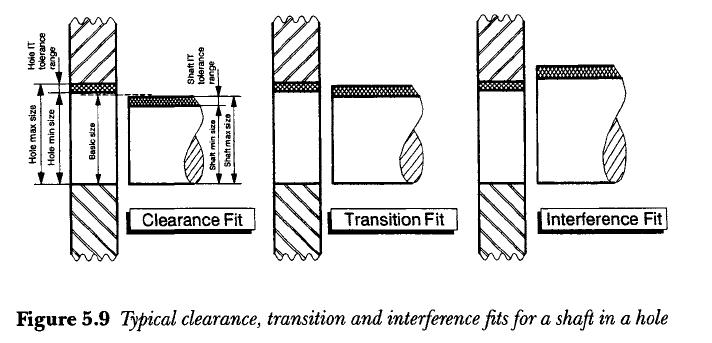 Hole IT
tolerance
range
Hole max size
Hole min size
Basic size
Shaft IT
tolerance
range
Shaft min size
Shaft max size
Clearance Fit
Transition Fit
Interference Fit
Figure 5.9 Typical clearance, transition and interference fits for a shaft in a hole